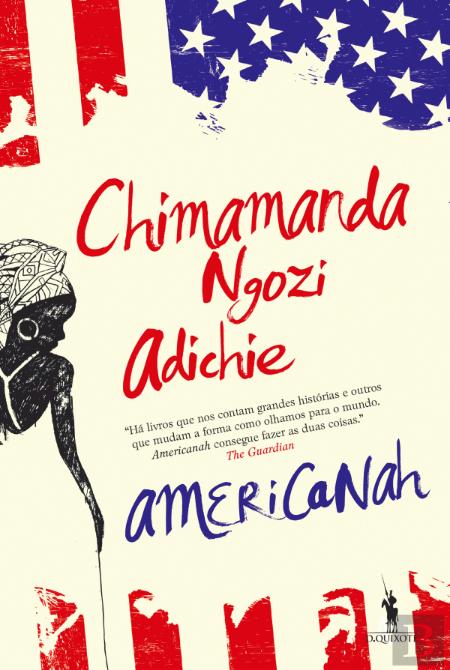 Chimamanda
Ngozi
Adichie
“Há livros que nos contam grandes histórias e outros
que mudam a forma como olhamos para o mundo.
Americanah consegue fazer as duas coisas.”
The Guardian
americanah
D.QUIXOTE
B